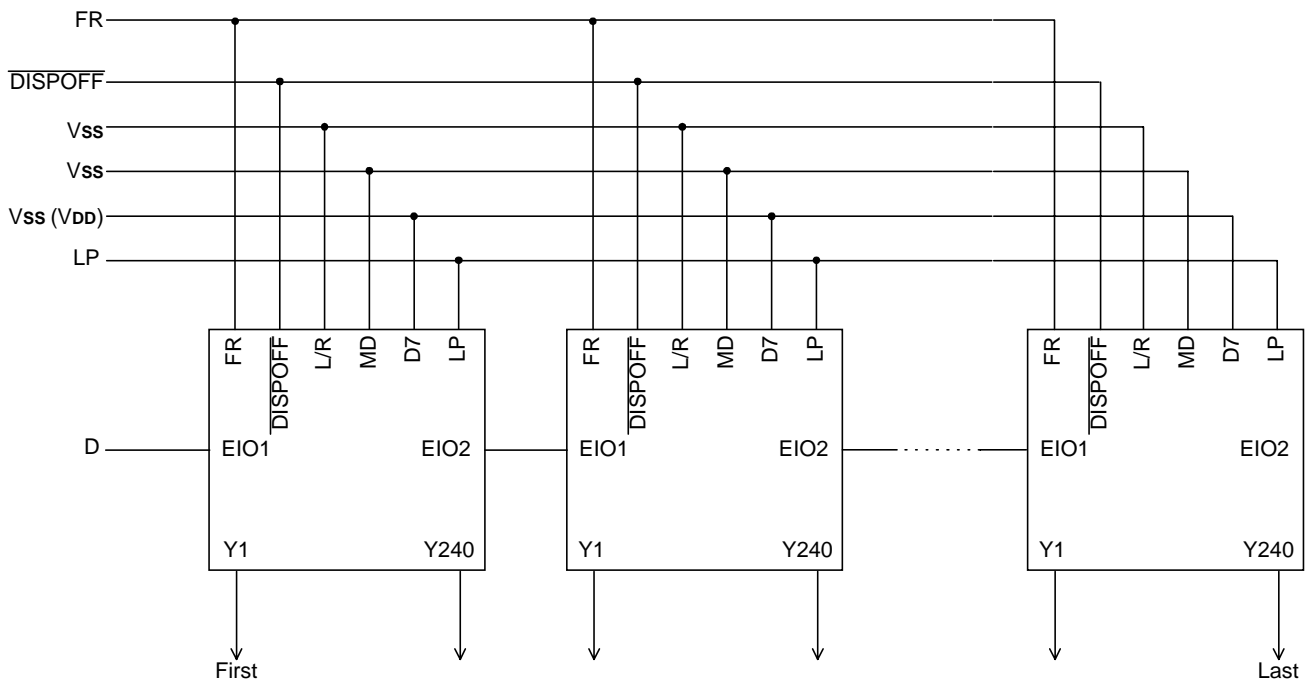 FR
DISPOFF
Vss
Vss
Vss (VDD)
LP
FR
DISPOFF
L/R
MD
D7
LP
FR
DISPOFF
L/R
MD
D7
LP
FR
DISPOFF
L/R
MD
D7
LP
D
EIO1
EIO2
EIO1
EIO2
EIO1
EIO2
Y1
Y240
Y1
Y240
Y1
Y240
First
Last